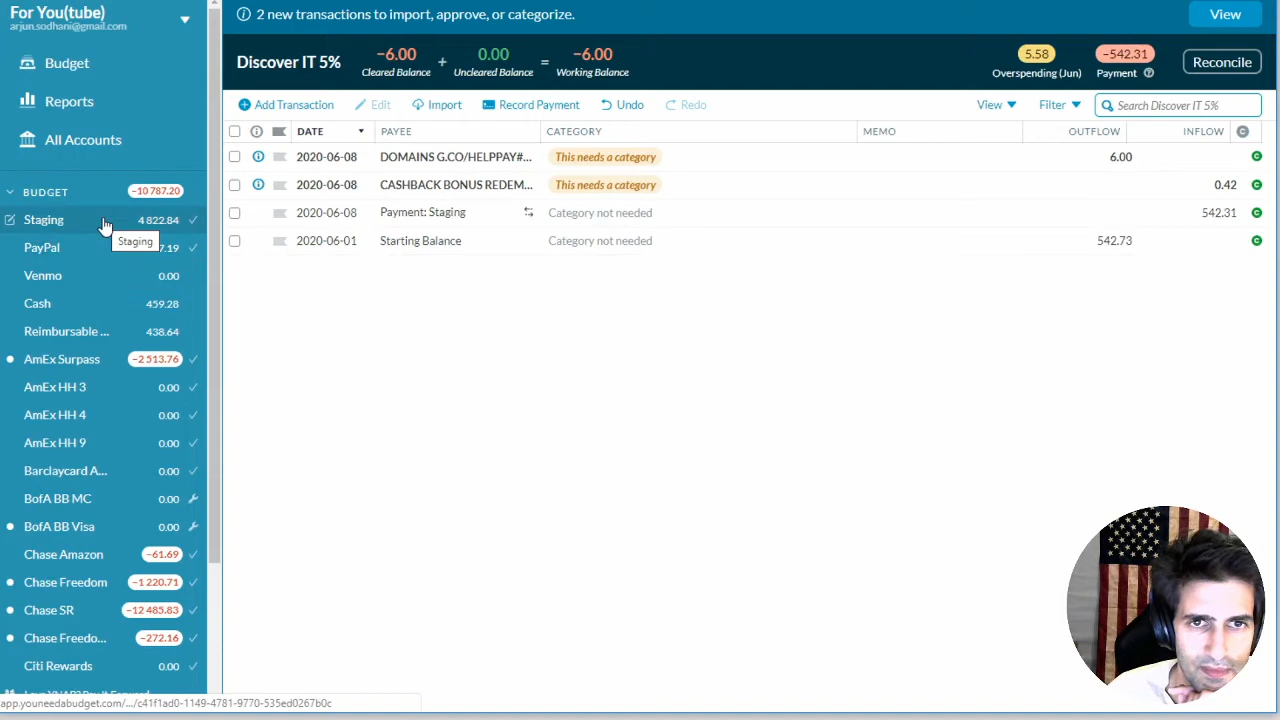 For You(tube)
arjun.sodhani@gmail.com
Budget
Reports
All Accounts
BUDGET −10 787.20
Staging 4 822.84
Staging
PayPal 7.19
Venmo 0.00
Cash 459.28
Reimbursable ... 438.64
AmEx Surpass −2 513.76
AmEx HH 3 0.00
AmEx HH 4 0.00
AmEx HH 9 0.00
Barclaycard A... 0.00
BofA BB MC 0.00
BofA BB Visa 0.00
Chase Amazon −61.69
Chase Freedom −1 220.71
Chase SR −12 485.83
Chase Freedo... −272.16
Citi Rewards 0.00
app.youneedabudget.com/.../c41f1ad0-1149-4781-9770-535ed0267b0c
2 new transactions to import, approve, or categorize.
View
Discover IT 5%
−6.00 + 0.00 = −6.00
Cleared Balance Uncleared Balance Working Balance
5.58 −542.31
Overspending (Jun) Payment
Reconcile
Add Transaction Edit Import Record Payment Undo Redo View Filter Search Discover IT 5%
DATE PAYEE CATEGORY MEMO OUTFLOW INFLOW C
2020-06-08 DOMAINS G.CO/HELPPAY#... This needs a category 6.00 C
2020-06-08 CASHBACK BONUS REDEM... This needs a category 0.42 C
2020-06-08 Payment: Staging Category not needed 542.31 C
2020-06-01 Starting Balance Category not needed 542.73 C